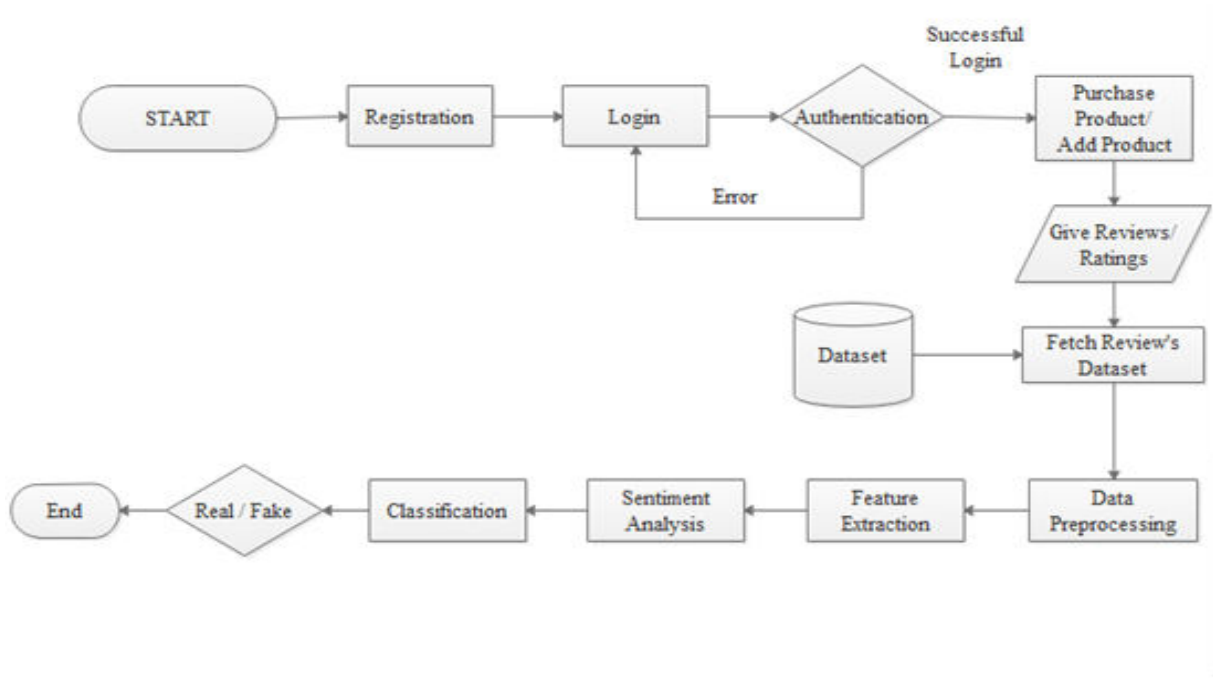 Successful
Login
START
Registration
Login
Authentication
Purchase
Product/
Add Product
Error
Give Reviews/
Ratings
Dataset
Fetch Review's
Dataset
End
Real / Fake
Classification
Sentiment
Analysis
Feature
Extraction
Data
Preprocessing